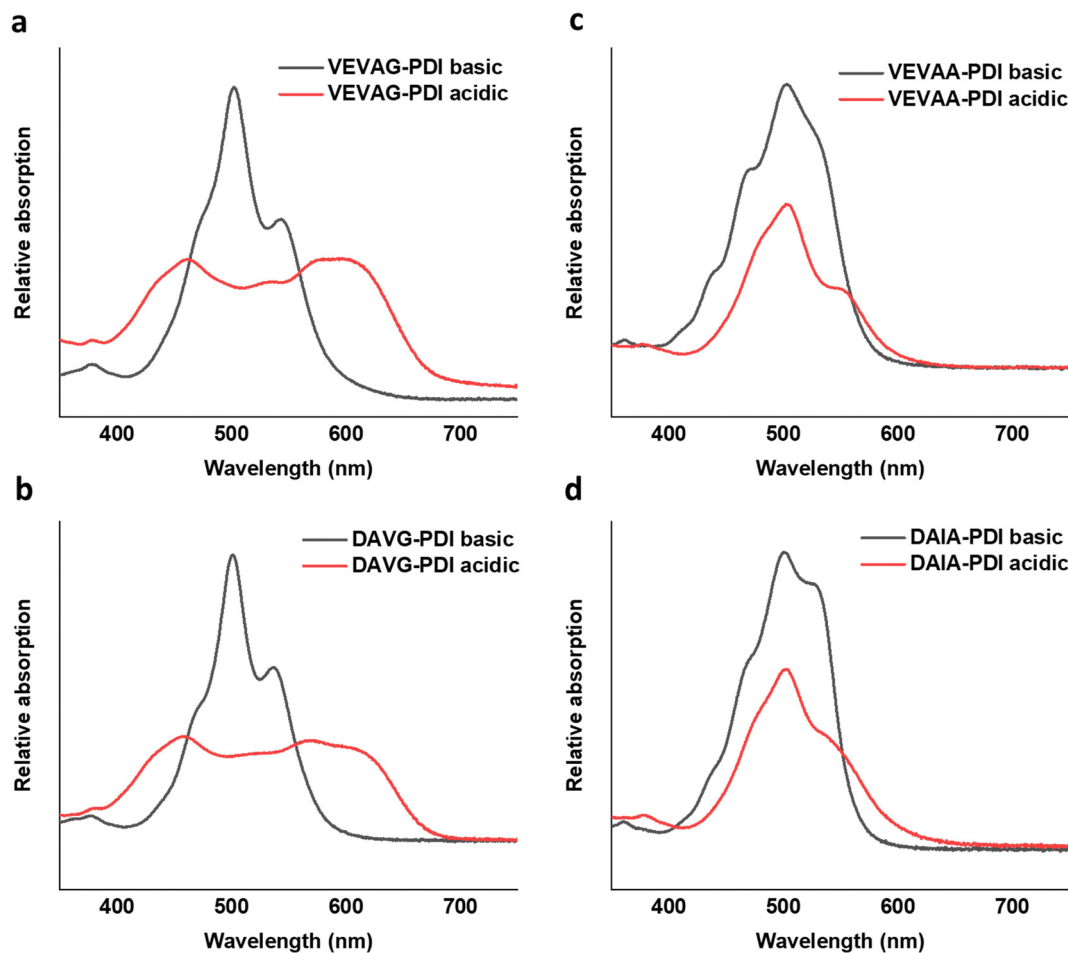 a
VEVAG-PDI basic
VEVAG-PDI acidic
Relative absorption
400 500 600 700
Wavelength (nm)
b
DAVG-PDI basic
DAVG-PDI acidic
Relative absorption
400 500 600 700
Wavelength (nm)
c
VEVAA-PDI basic
VEVAA-PDI acidic
Relative absorption
400 500 600 700
Wavelength (nm)
d
DAIA-PDI basic
DAIA-PDI acidic
Relative absorption
400 500 600 700
Wavelength (nm)